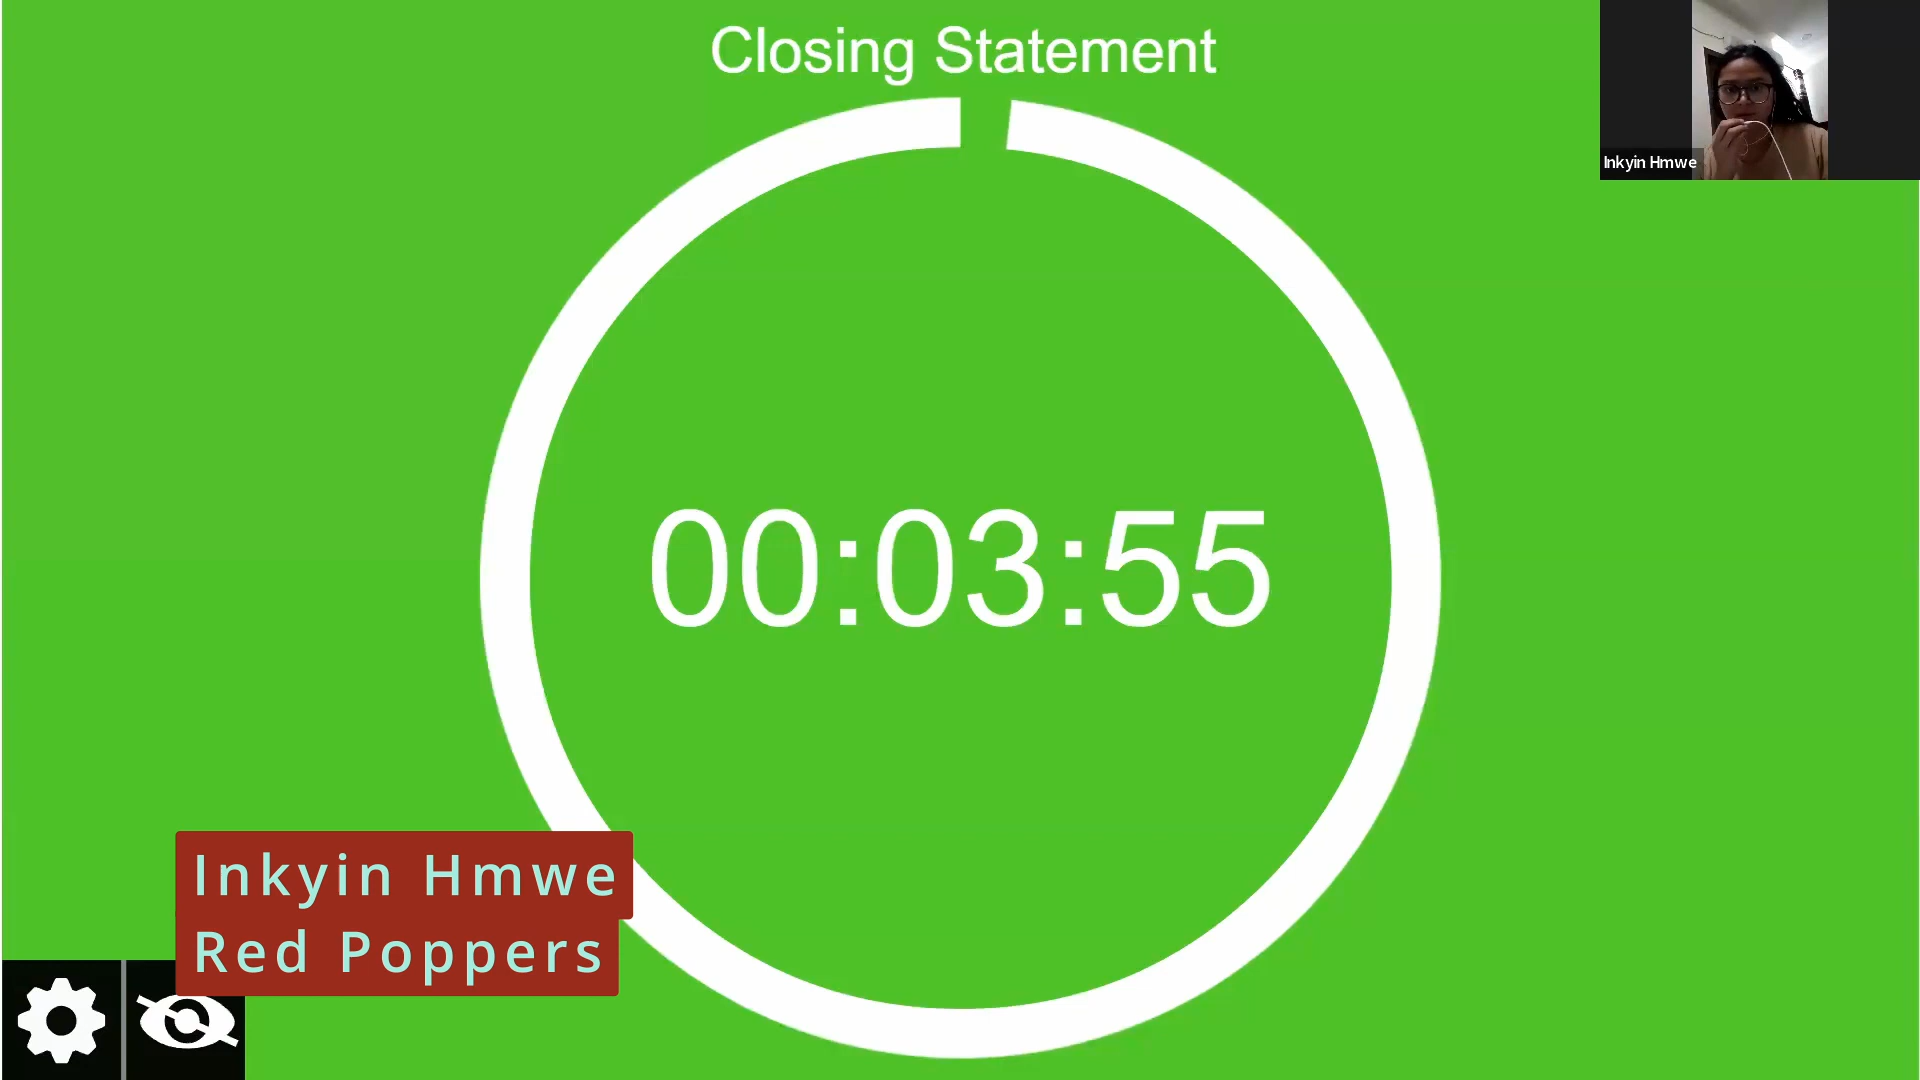 Closing Statement
Inkyin Hmwe
00:03:55
Inkyin Hmwe
Red Poppers